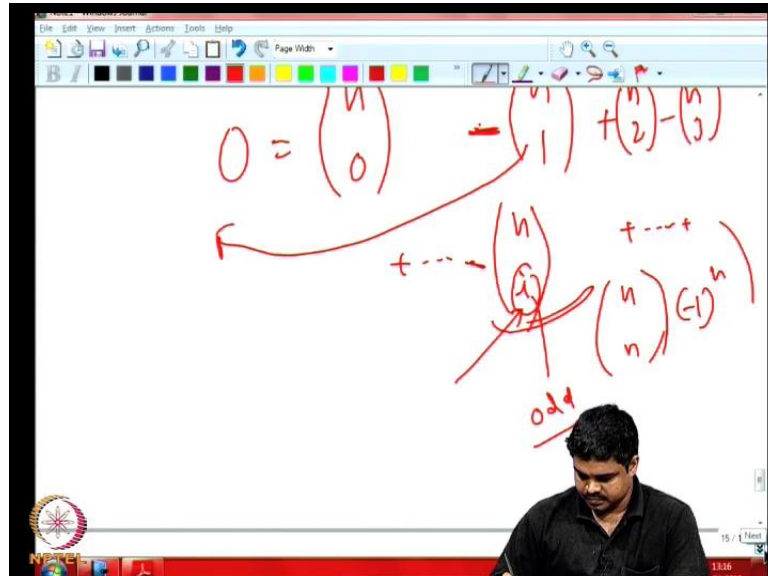 File Edit View Insert Actions Tools Help
Page Width
B I
0 = (n 0) - (n 1) + (n 2) - (n 3)
+ ---- - (n i) + ---- +
(n n) (-1)^n
odd
15 / 1
Next
NPTEL
13:16